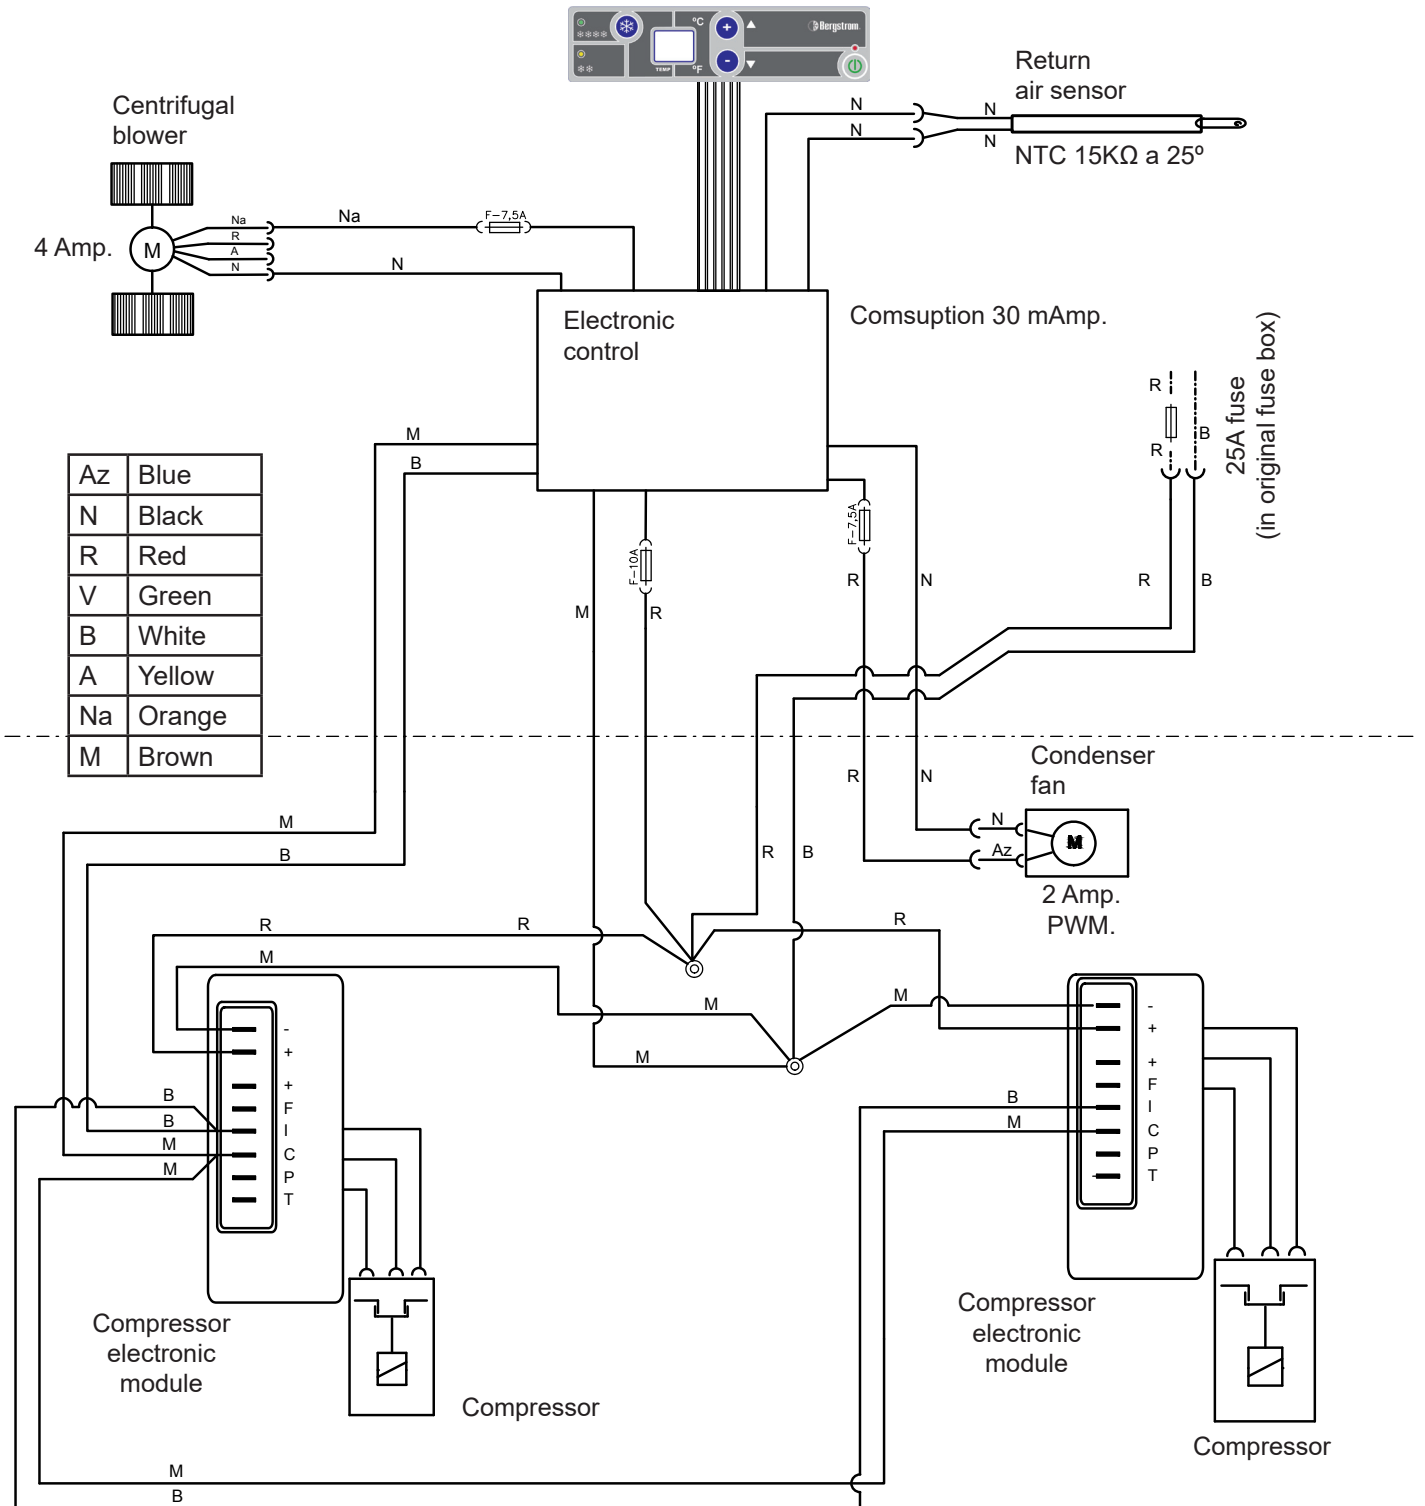 °C
+
Bergstrom
-
TEMP
°F
Return
air sensor
Centrifugal
blower
N
N
N
N
NTC 15KΩ a 25º
Na
R
A
N
Na
F-7,5A
N
4 Amp.
M
Electronic
control
Comsuption 30 mAmp.
25A fuse
(in original fuse box)
R
R
B
M
B
Az Blue
N Black
R Red
V Green
B White
A Yellow
Na Orange
M Brown
F-10A
F-7,5A
M
R
R
N
R
B
R
N
Condenser
fan
N
Az
M
2 Amp.
PWM.
M
B
R
B
R
R
R
M
M
M
M
-
+
+
F
I
C
P
T
B
B
M
M
-
+
+
F
I
C
P
T
B
M
Compressor
electronic
module
Compressor
Compressor
electronic
module
Compressor
M
B